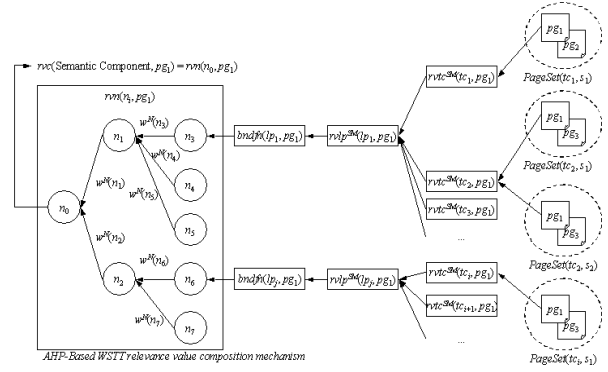 rvc(Semantic Component, pg1) = rvn(n0, pg1)
rvn(ni, pg1)
n0
n1
n2
n3
n4
n5
n6
n7
wN(n1)
wN(n2)
wN(n3)
wN(n4)
wN(n5)
wN(n6)
wN(n7)
AHP-Based WSTT relevance value composition mechanism
bndfn(lp1, pg1)
bndfn(lpj, pg1)
rvlpSM(lp1, pg1)
rvlpSM(lpj, pg1)
rvtcSM(tc1, pg1)
rvtcSM(tc2, pg1)
rvtcSM(tc3, pg1)
...
rvtcSM(tci, pg1)
rvtcSM(tci+1, pg1)
...
pg1
pg2
PageSet(tc1, s1)
pg1
pg3
PageSet(tc2, s1)
pg1
pg3
PageSet(tc2, s2)
pg1
pg3
PageSet(tci, s1)